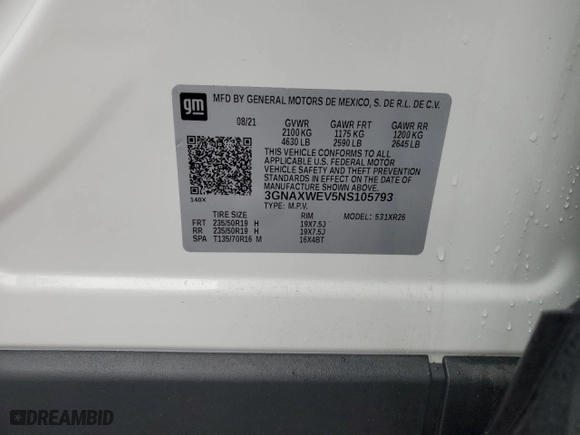 gm
MFD BY GENERAL MOTORS DE MEXICO, S. DE R.L. DE C.V.
08/21 GVWR GAWR FRT GAWR RR
2100 KG 1175 KG 1200 KG
4630 LB 2590 LB 2645 LB
THIS VEHICLE CONFORMS TO ALL
APPLICABLE U.S. FEDERAL MOTOR
VEHICLE SAFETY, BUMPER, AND THEFT PREVENTION
STANDARDS IN EFFECT ON THE DATE OF
MANUFACTURE SHOWN ABOVE.
3GNAXWEV5NS105793
140X TYPE: M.P.V.
TIRE SIZE RIM MODEL: 531XR26
FRT 235/50R19 H 19X7.5J
RR 235/50R19 H 19X7.5J
SPA T135/70R16 M 16X4BT
DREAMBID